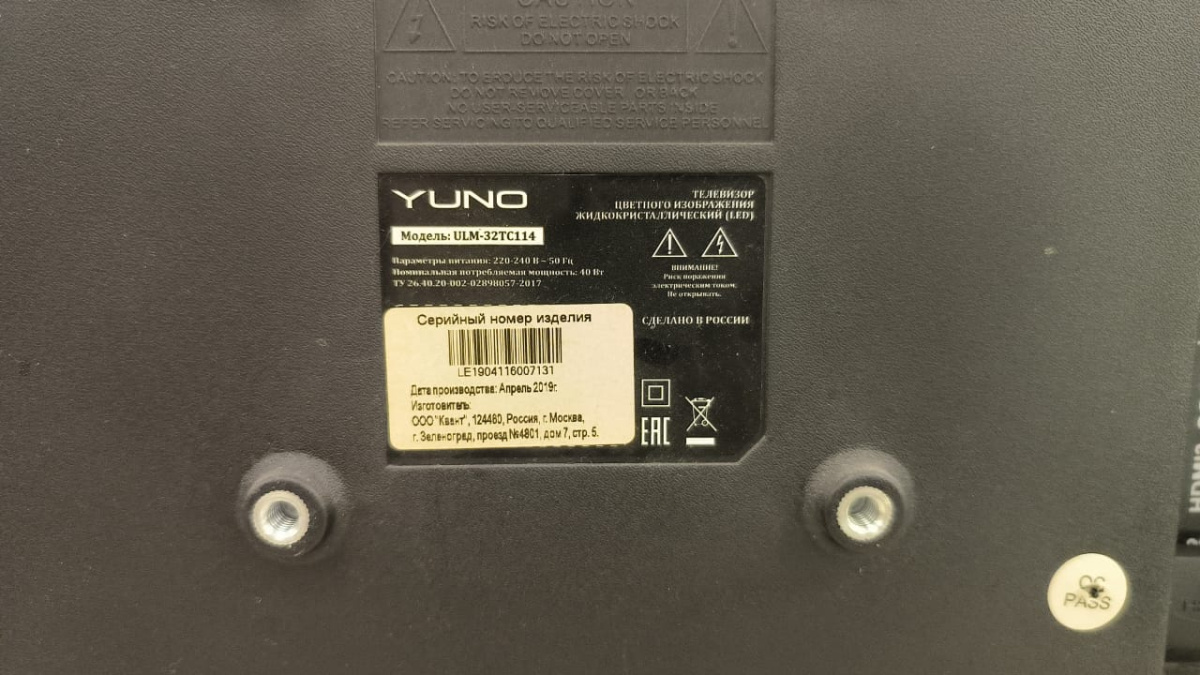 CAUTION
RISK OF ELECTRIC SHOCK
DO NOT OPEN
CAUTION: TO ERDUCE THE RISK OF ELECTRIC SHOCK
DO NOT REMOVE COVER OR BACK
NO USER-SERVICEABLE PARTS INSIDE
REFER SERVICING TO QUALIFIED SERVICE PERSONNEL
YUNO
Модель: ULM-32TC114
Параметры питания: 220-240 В ~ 50 Гц
Номинальная потребляемая мощность: 40 Вт
ТУ 26.40.20-002-02898057-2017
ТЕЛЕВИЗОР
ЦВЕТНОГО ИЗОБРАЖЕНИЯ
ЖИДКОКРИСТАЛЛИЧЕСКИЙ (LED)
ВНИМАНИЕ!
Риск поражения
электрическим током.
Не открывать.
СДЕЛАНО В РОССИИ
Серийный номер изделия
LE1904116007131
Дата производства: Апрель 2019г.
Изготовитель:
ООО "Квант", 124460, Россия, г. Москва,
г. Зеленоград, проезд №4801, дом 7, стр. 5.
EAC
QC
PASS
HDMI